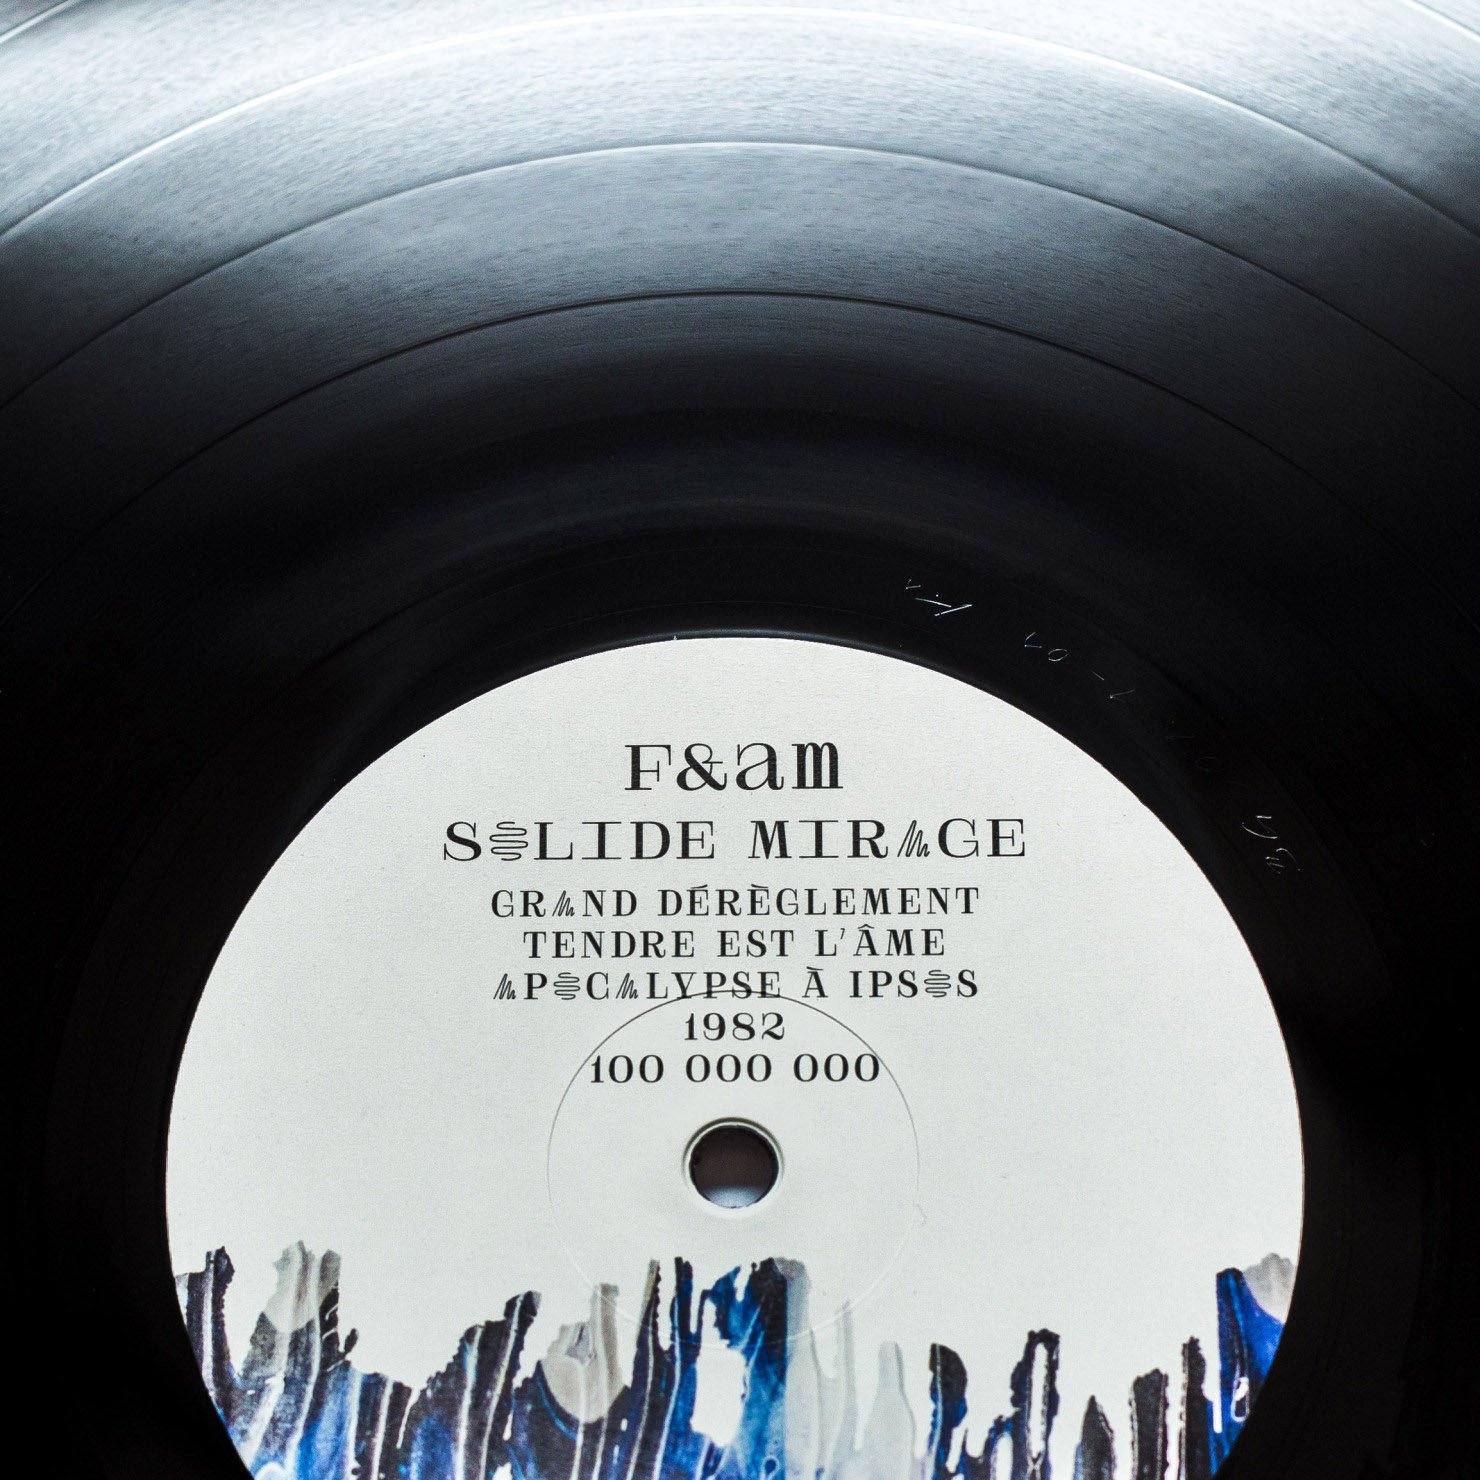 F&am
SOLIDE MIRAGE
GRAND DÉRÈGLEMENT
TENDRE EST L'ÂME
APOCALYPSE À IPSOS
1982
100 000 000